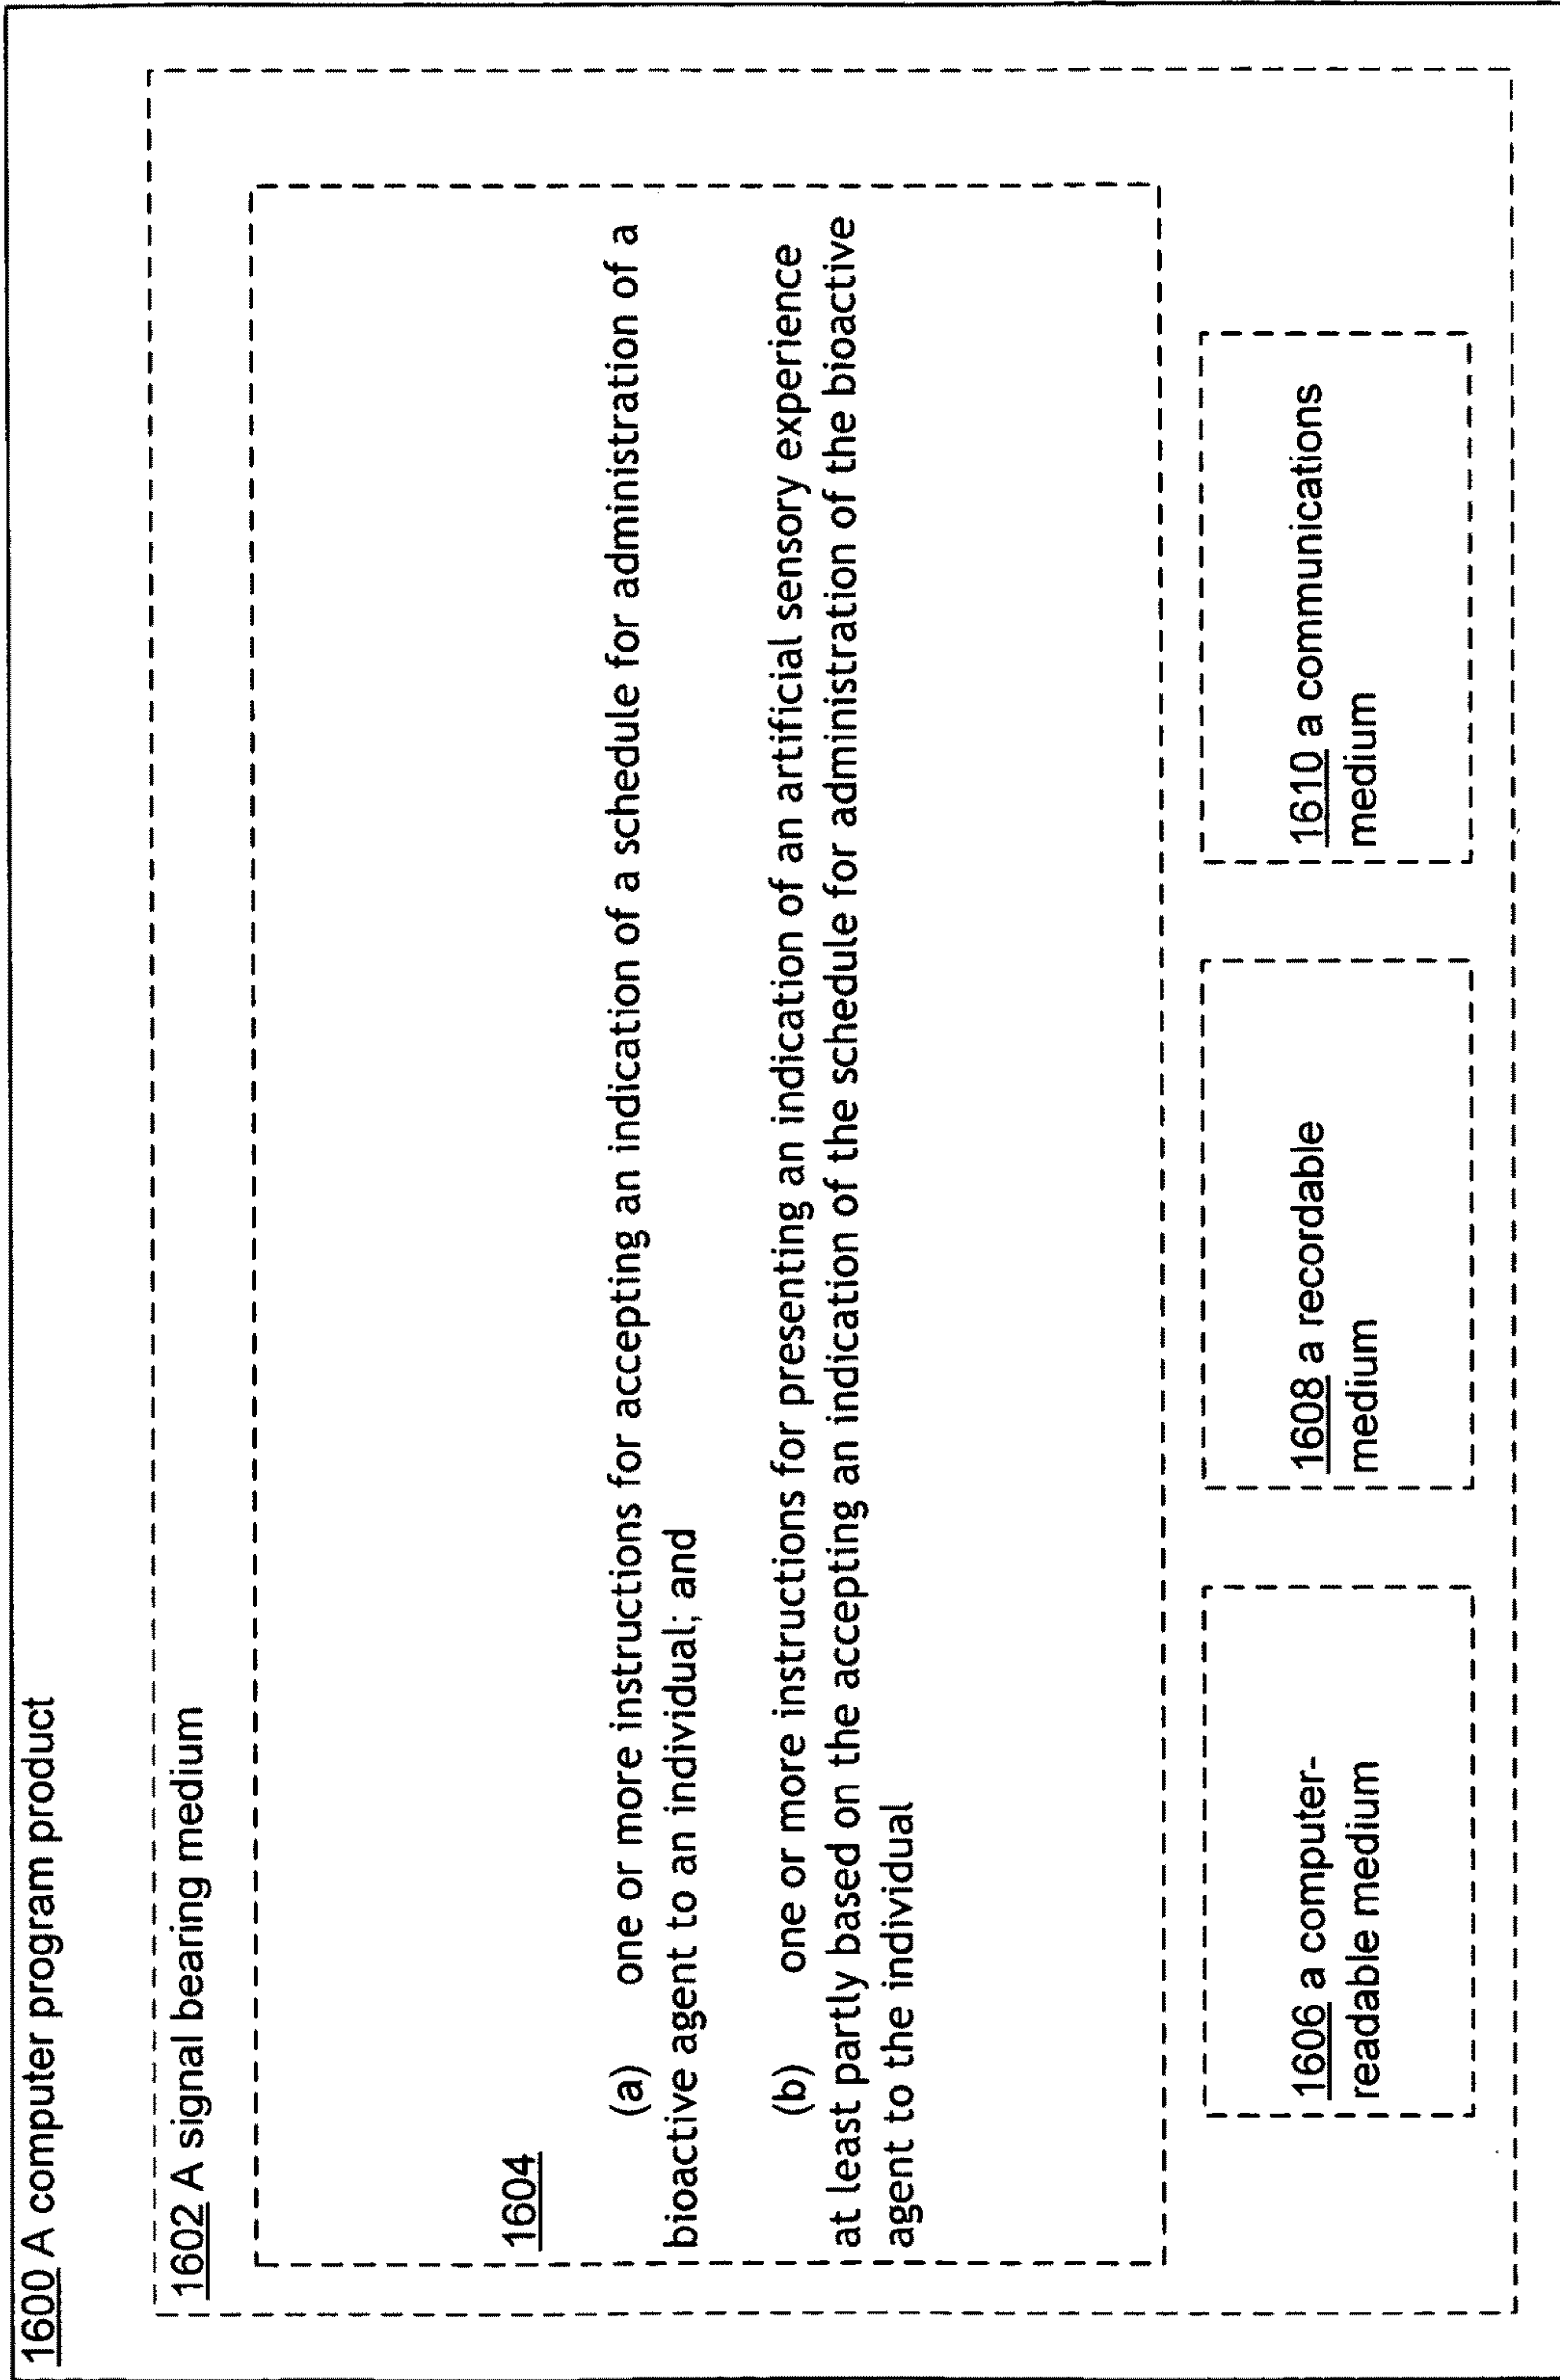 1600 A computer program product
1602 A signal bearing medium
1604
(a) one or more instructions for accepting an indication of a schedule for administration of a
bioactive agent to an individual; and
(b) one or more instructions for presenting an indication of an artificial sensory experience
at least partly based on the accepting an indication of the schedule for administration of the bioactive
agent to the individual
1606 a computer-
readable medium
1608 a recordable
medium
1610 a communications
medium